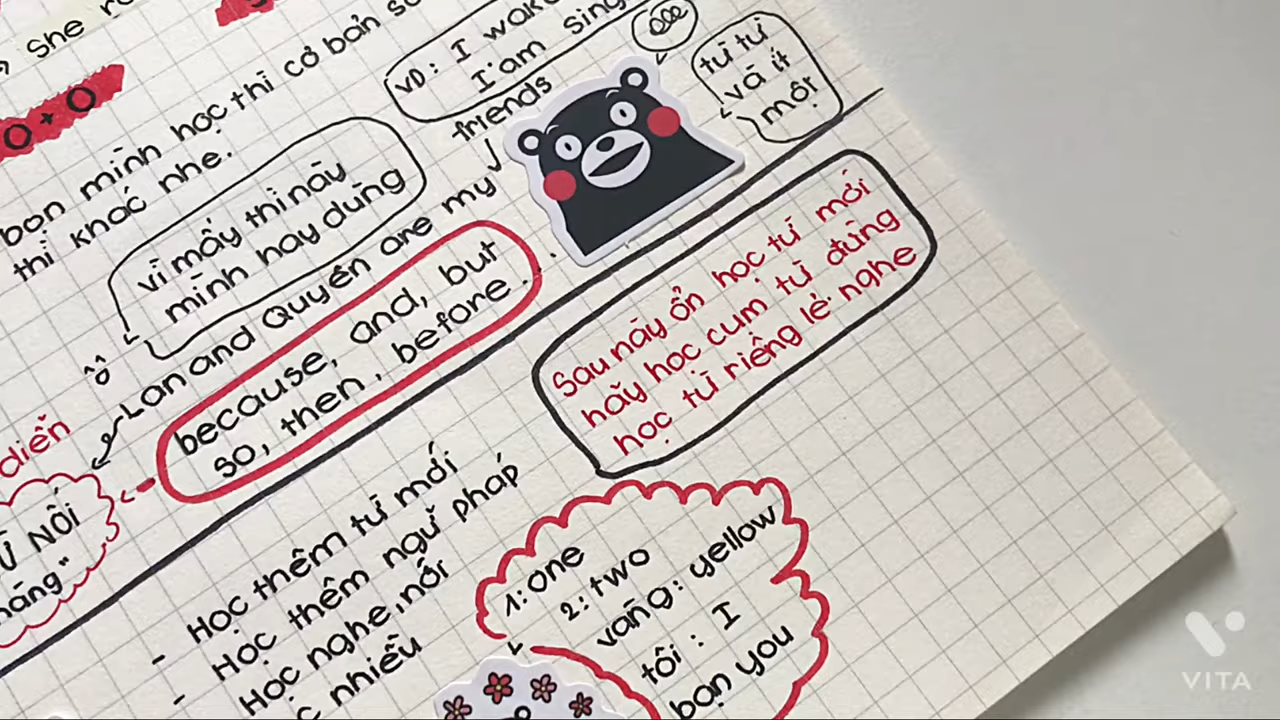 She
O + O
bạn mình học thì cơ bản
thì khác nhe.
VD: I wake
I'am Sing
từ từ
và ít
một
vì mấy thì này
mình hay dùng
ô
Lan and Quyên are my
friends
because, and, but
so, then, before.
diễn
NỐI
Sau này ổn học từ mới
hãy học cụm từ đừng
học từ riêng lẻ nghe
- Học thêm từ mới
- Học thêm ngữ pháp
Học nghe, nói
nhiều
1: one
2: two
vàng: yellow
tôi : I
bạn you
VITA